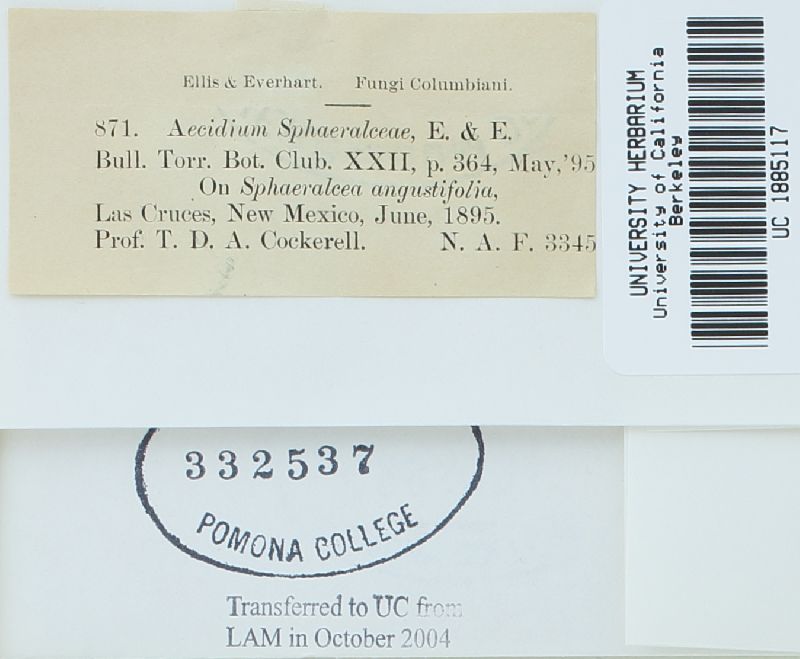 Ellis & Everhart. Fungi Columbiani.
871. Aecidium Sphaeralceae, E. & E.
Bull. Torr. Bot. Club. XXII, p. 364, May,'95
On Sphaeralcea angustifolia,
Las Cruces, New Mexico, June, 1895.
Prof. T. D. A. Cockerell. N. A. F. 3345
UNIVERSITY HERBARIUM
University of California
Berkeley
UC 1885117
332537
POMONA COLLEGE
Transferred to UC from
LAM in October 2004